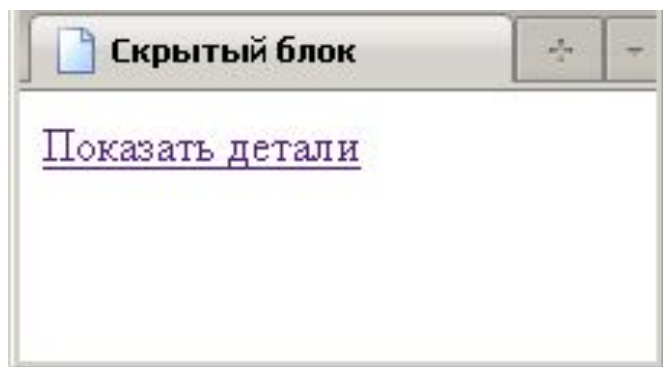 Скрытый блок
Показать детали